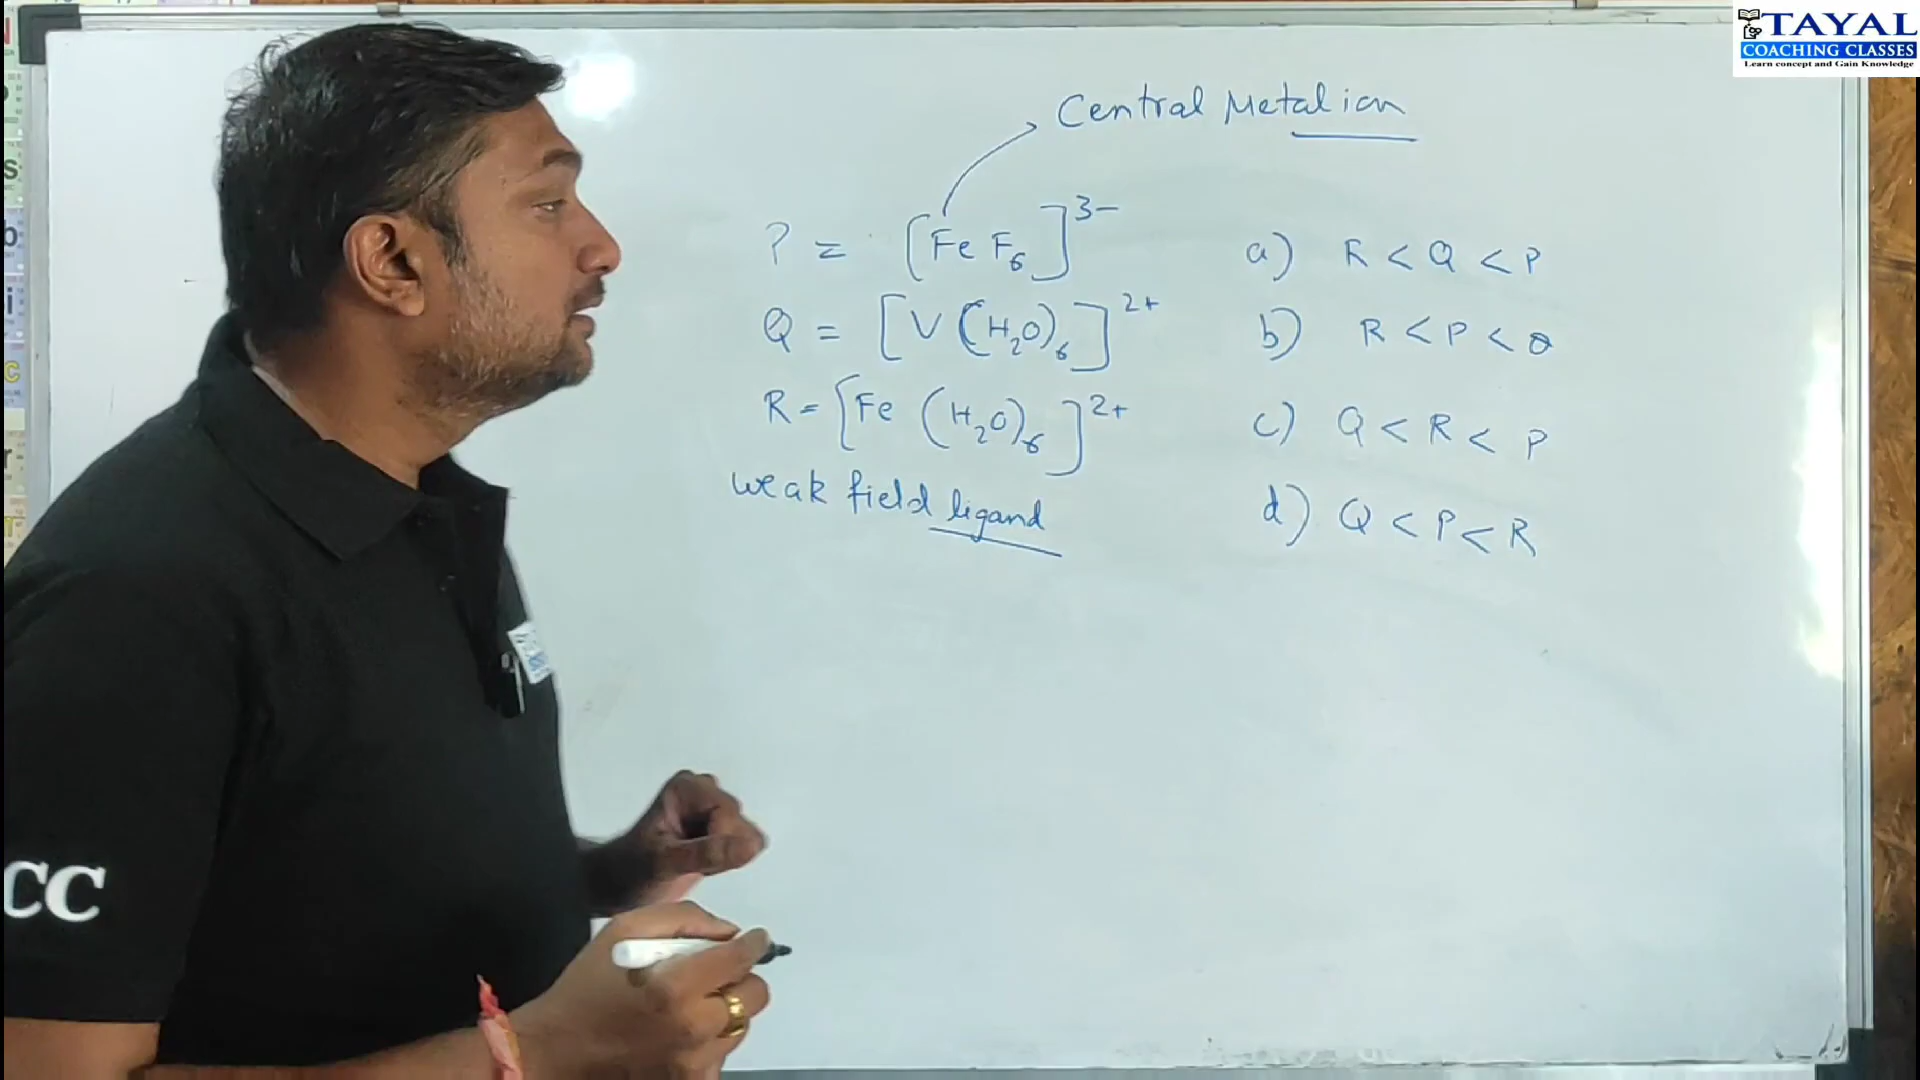 TAYAL
COACHING CLASSES
Learn concept and Gain Knowledge
Central Metal ion
P = [Fe F₆]³⁻
a) R < Q < P
Q = [V (H₂O)₆]²⁺
b) R < P < Q
R = [Fe (H₂O)₆]²⁺
c) Q < R < P
weak field ligand
d) Q < P < R
CC